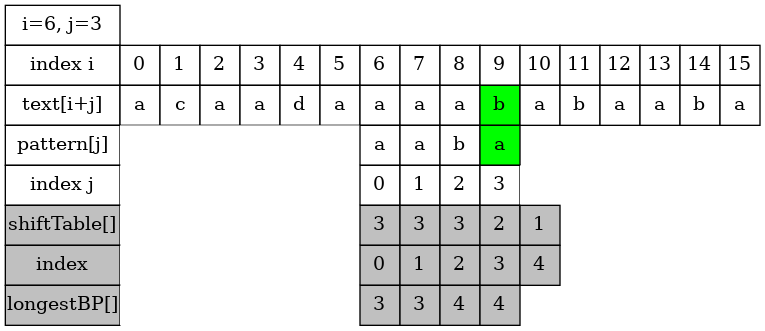 i=6, j=3
index i 0 1 2 3 4 5 6 7 8 9 10 11 12 13 14 15
text[i+j] a c a a d a a a a b a b a a b a
pattern[j] a a b a
index j 0 1 2 3
shiftTable[] 3 3 3 2 1
index 0 1 2 3 4
longestBP[] 3 3 4 4